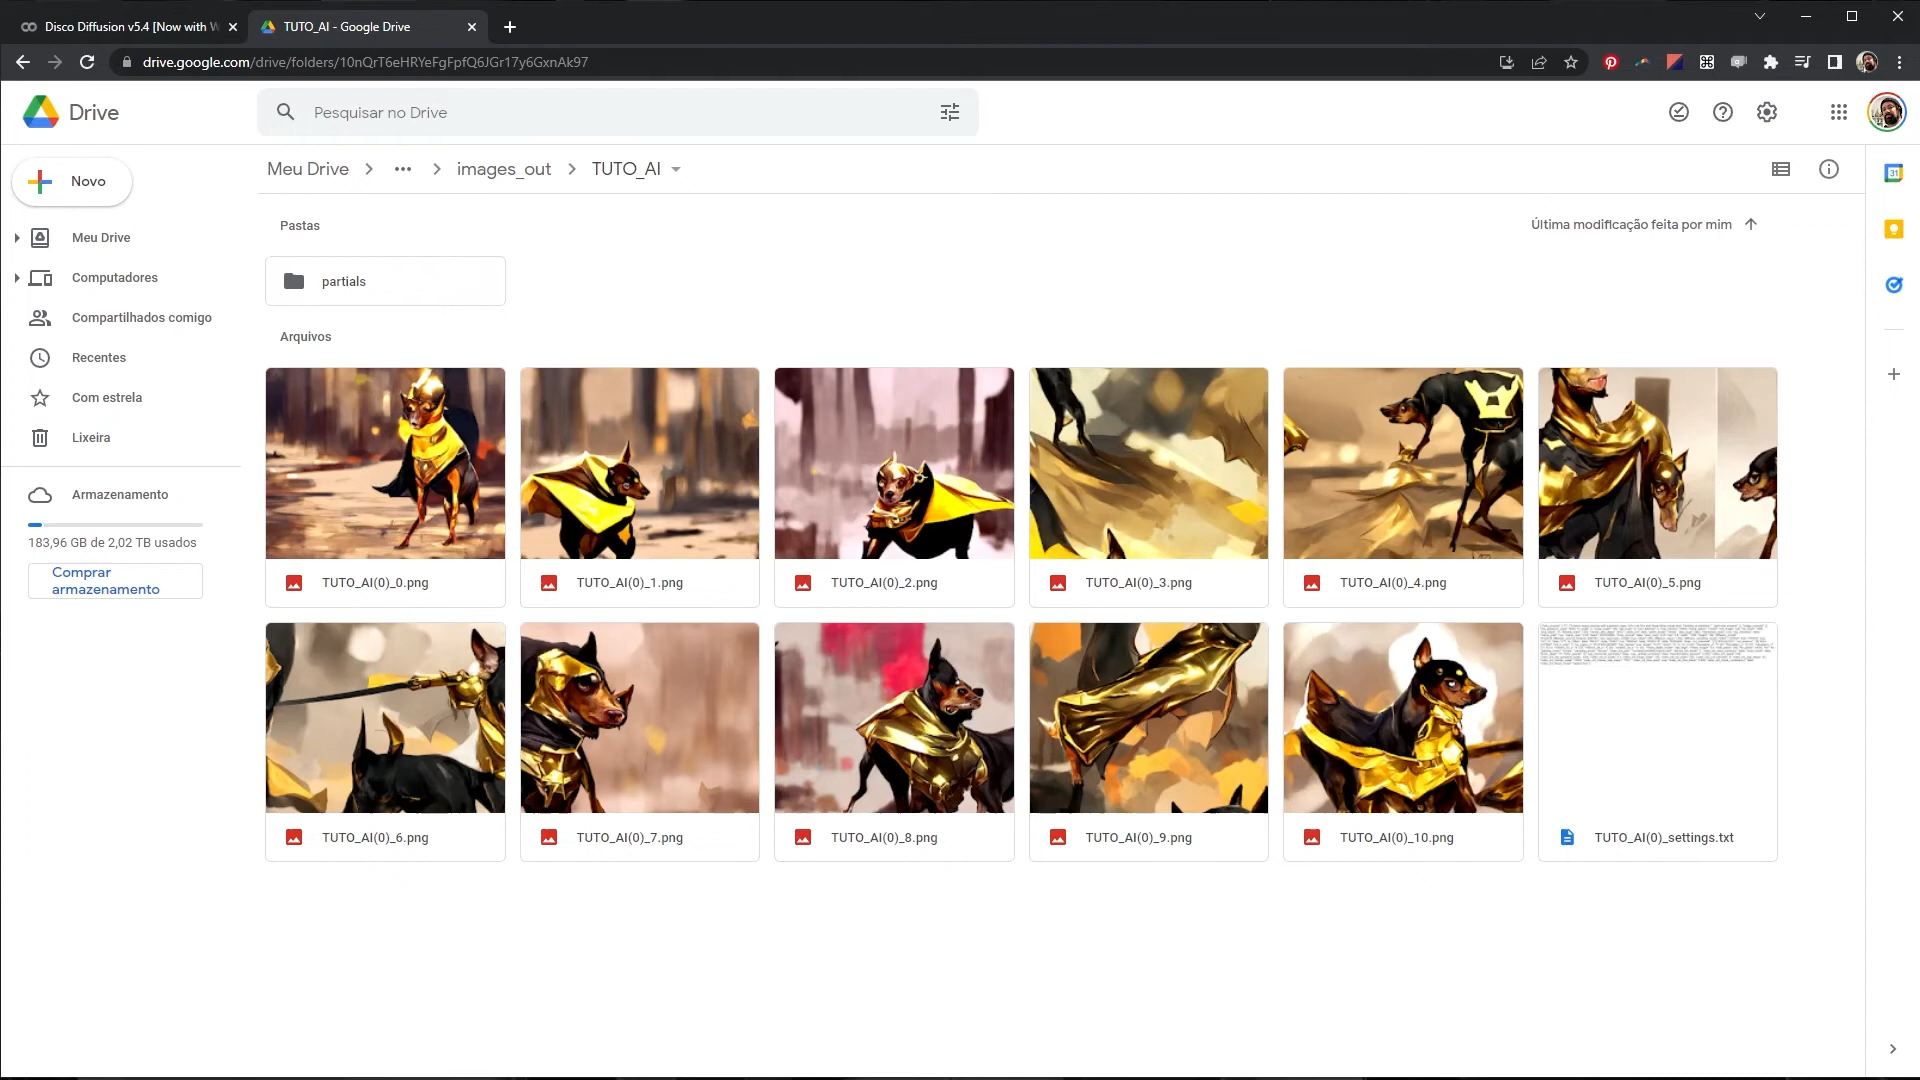 Disco Diffusion v5.4 [Now with W
TUTO_AI - Google Drive
drive.google.com/drive/folders/10nQrT6eHRYeFgFpfQ6JGr17y6GxnAk97
Drive
Pesquisar no Drive
Novo
Meu Drive
Computadores
Compartilhados comigo
Recentes
Com estrela
Lixeira
Armazenamento
183,96 GB de 2,02 TB usados
Comprar
armazenamento
Meu Drive
images_out
TUTO_AI
Pastas
Última modificação feita por mim
partials
Arquivos
TUTO_AI(0)_0.png
TUTO_AI(0)_1.png
TUTO_AI(0)_2.png
TUTO_AI(0)_3.png
TUTO_AI(0)_4.png
TUTO_AI(0)_5.png
TUTO_AI(0)_6.png
TUTO_AI(0)_7.png
TUTO_AI(0)_8.png
TUTO_AI(0)_9.png
TUTO_AI(0)_10.png
TUTO_AI(0)_settings.txt
31